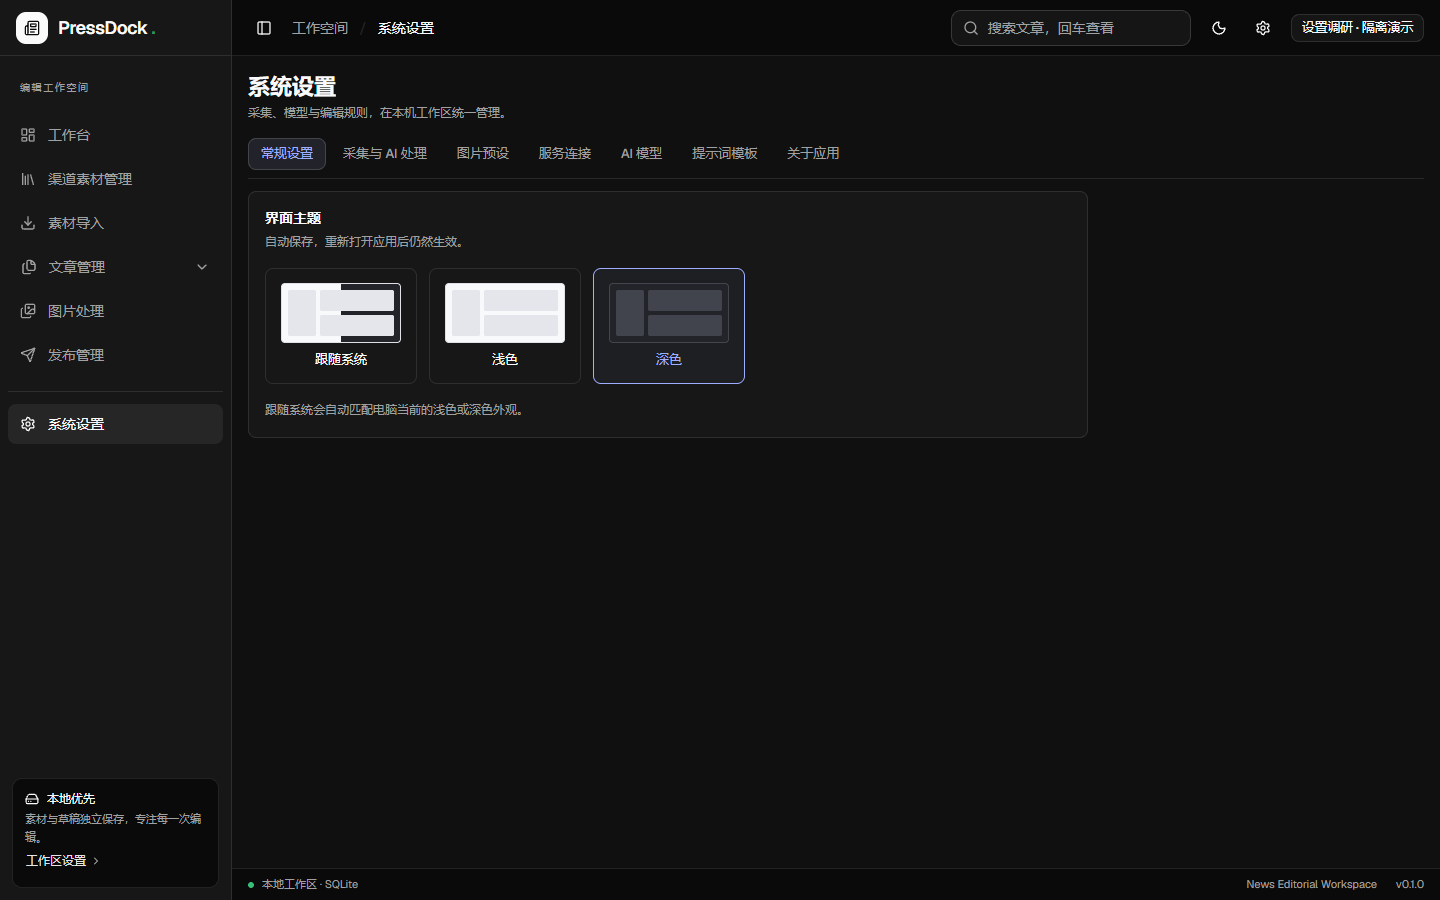 PressDock.
工作空间 / 系统设置
搜索文章，回车查看
设置调研 · 隔离演示
编辑工作空间
工作台
渠道素材管理
素材导入
文章管理
图片处理
发布管理
系统设置
本地优先
素材与草稿独立保存，专注每一次编
辑。
工作区设置
系统设置
采集、模型与编辑规则，在本机工作区统一管理。
常规设置 采集与 AI 处理 图片预设 服务连接 AI 模型 提示词模板 关于应用
界面主题
自动保存，重新打开应用后仍然生效。
跟随系统 浅色 深色
跟随系统会自动匹配电脑当前的浅色或深色外观。
本地工作区 · SQLite
News Editorial Workspace v0.1.0